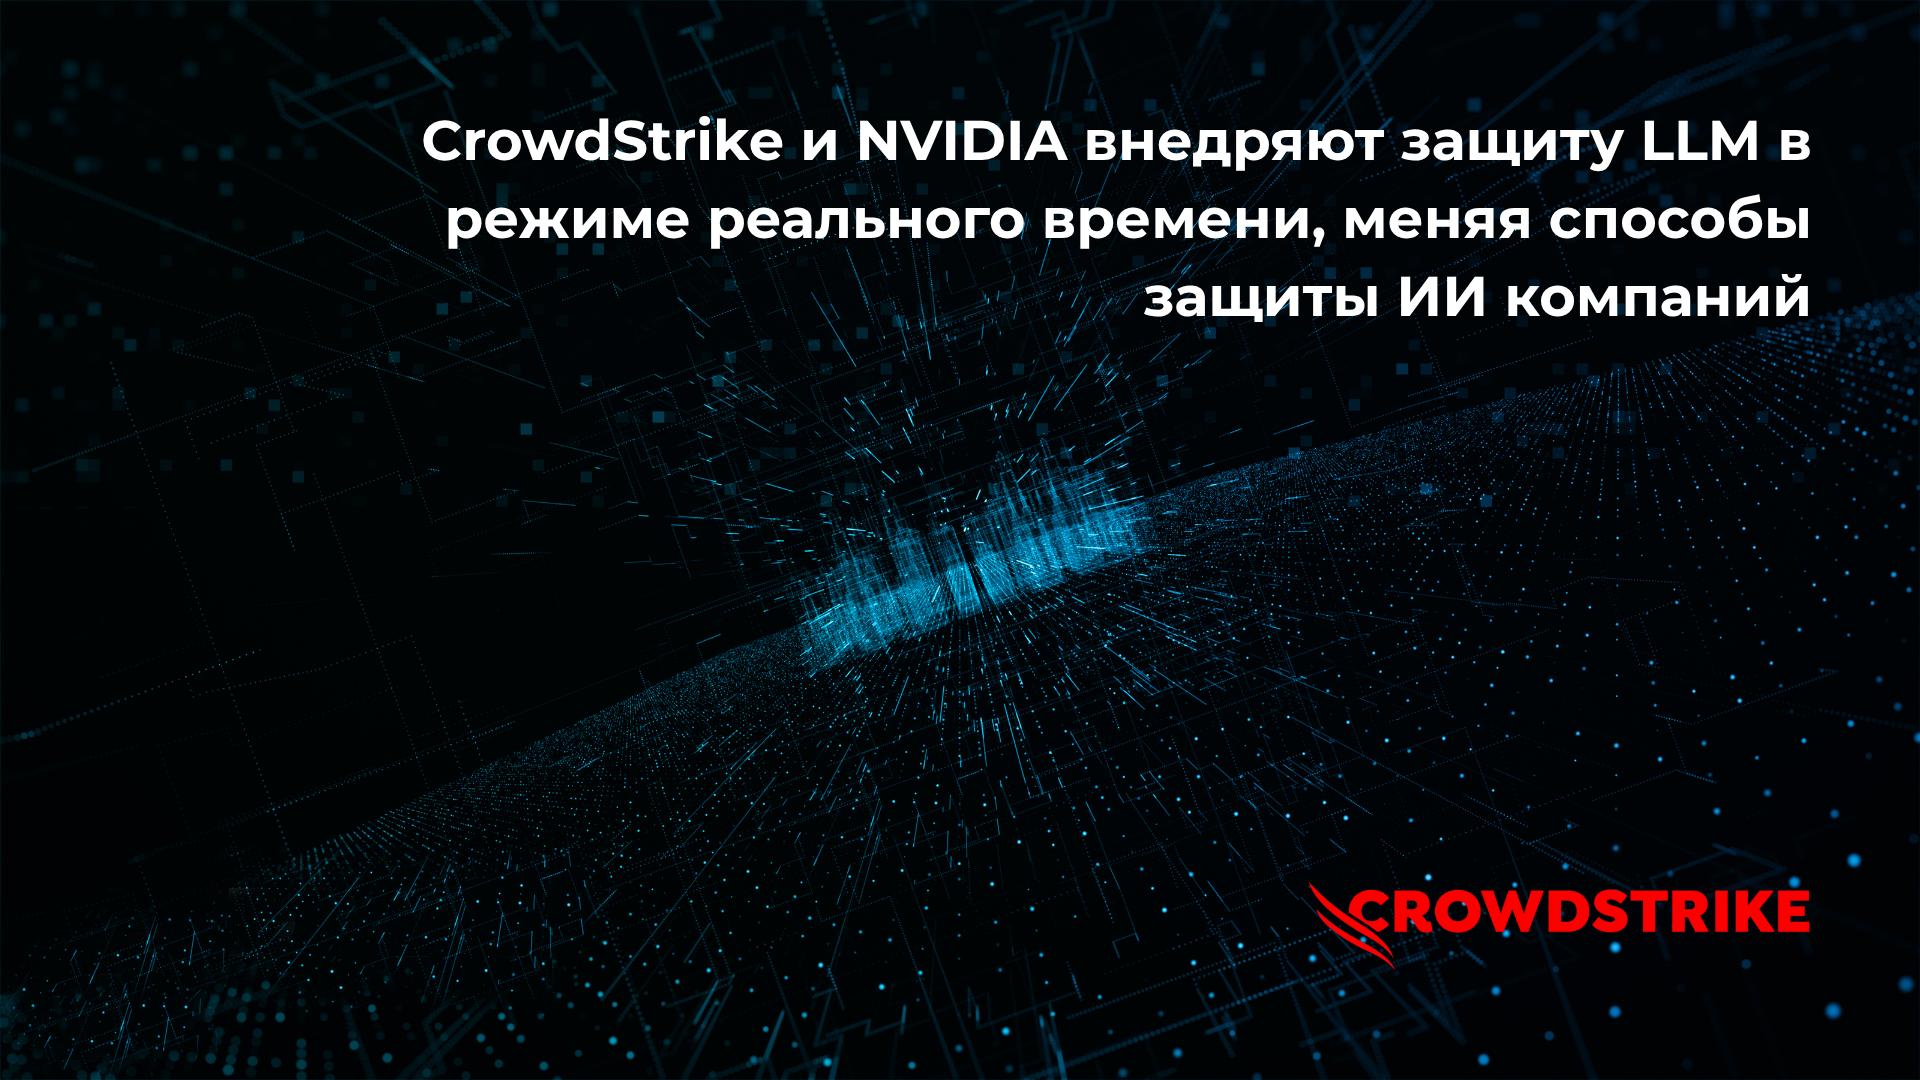 CrowdStrike и NVIDIA внедряют защиту LLM в
режиме реального времени, меняя способы
защиты ИИ компаний
CROWDSTRIKE